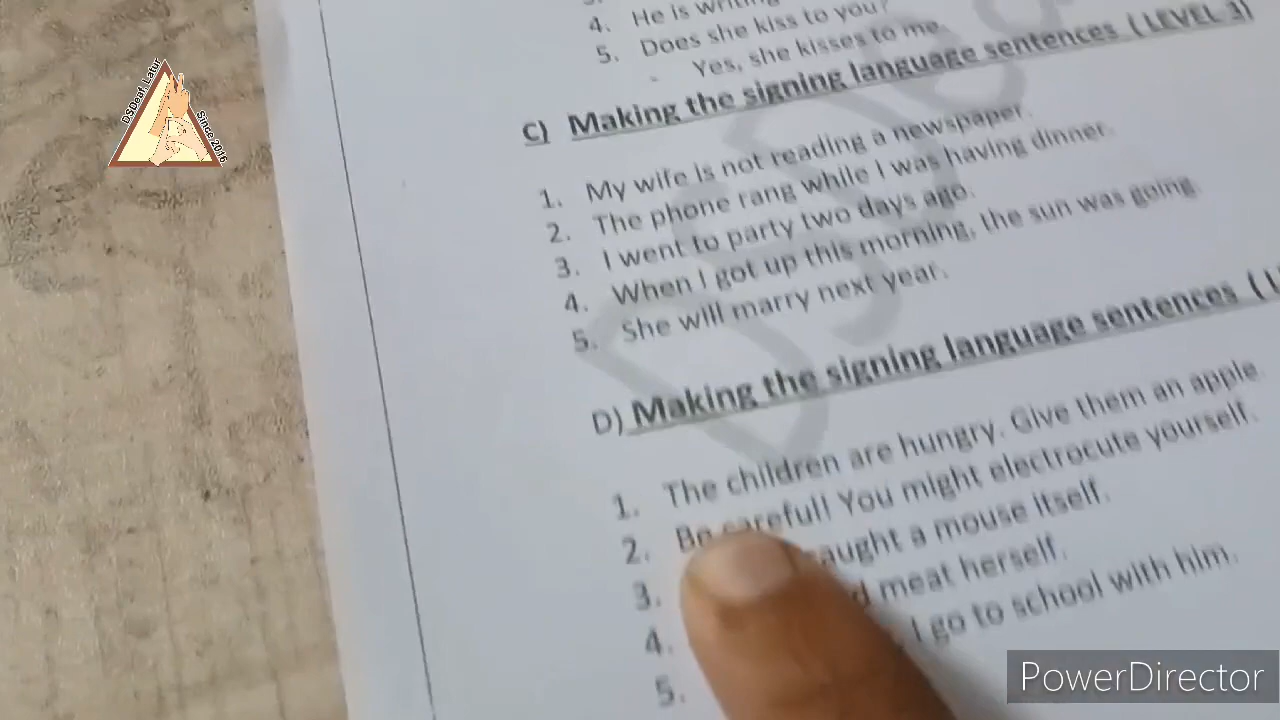 4. He is writing
5. Does she kiss to you?
- Yes, she kisses to me.
C) Making the signing language sentences ( LEVEL 3)
1. My wife is not reading a newspaper.
2. The phone rang while I was having dinner.
3. I went to party two days ago.
4. When I got up this morning, the sun was going.
5. She will marry next year.
D) Making the signing language sentences (
1. The children are hungry. Give them an apple.
2. Be careful! You might electrocute yourself.
3. aught a mouse itself.
4. d meat herself.
5. I go to school with him.
DSDeaf Latur
Since 2016
PowerDirector